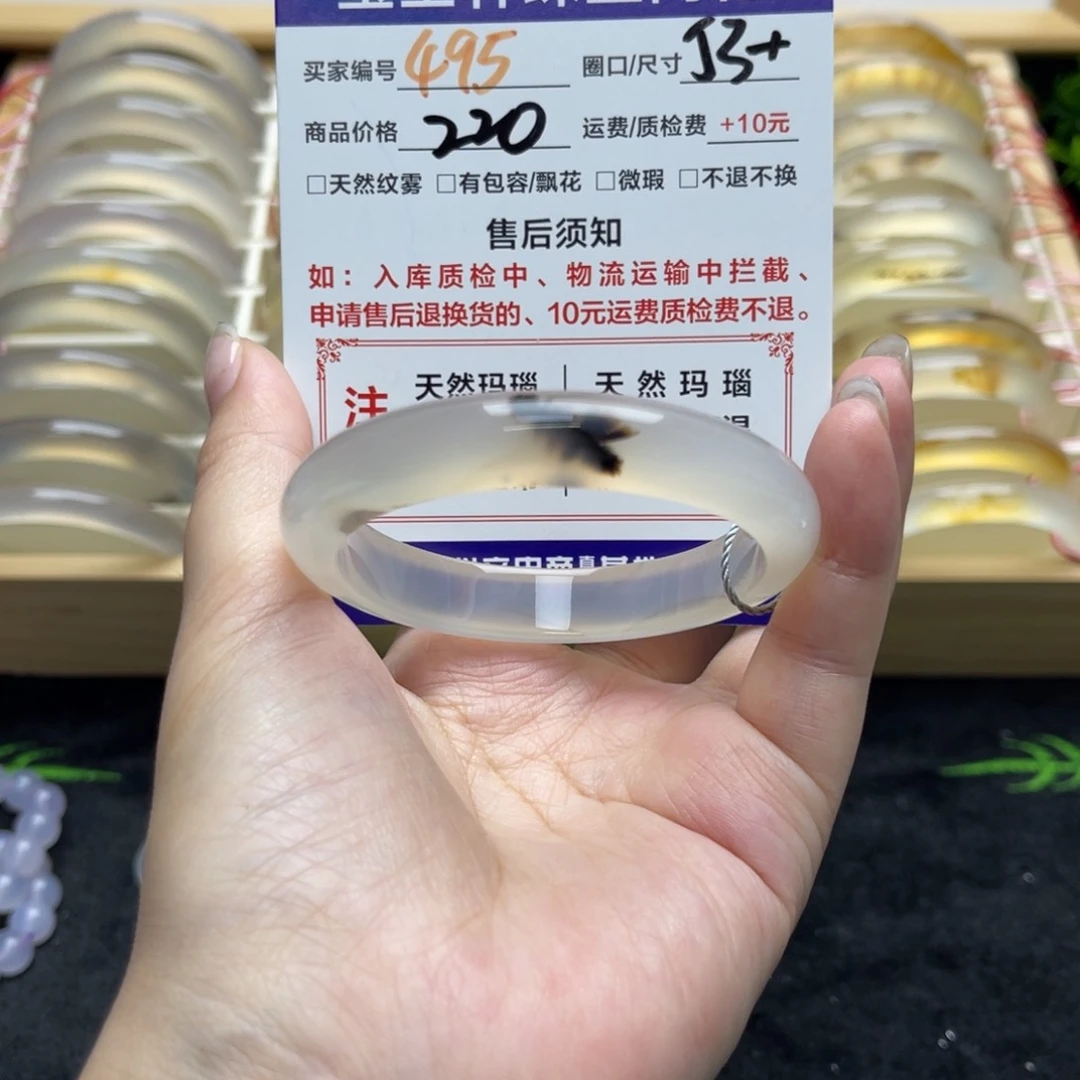 买家编号 495 圈口/尺寸 53+
商品价格 220 运费/质检费 +10元
□天然纹雾 □有包容/飘花 □微瑕 □不退不换
售后须知
如：入库质检中、物流运输中拦截、
申请售后退换货的、10元运费质检费不退。
注 天然玛瑙 天然玛瑙